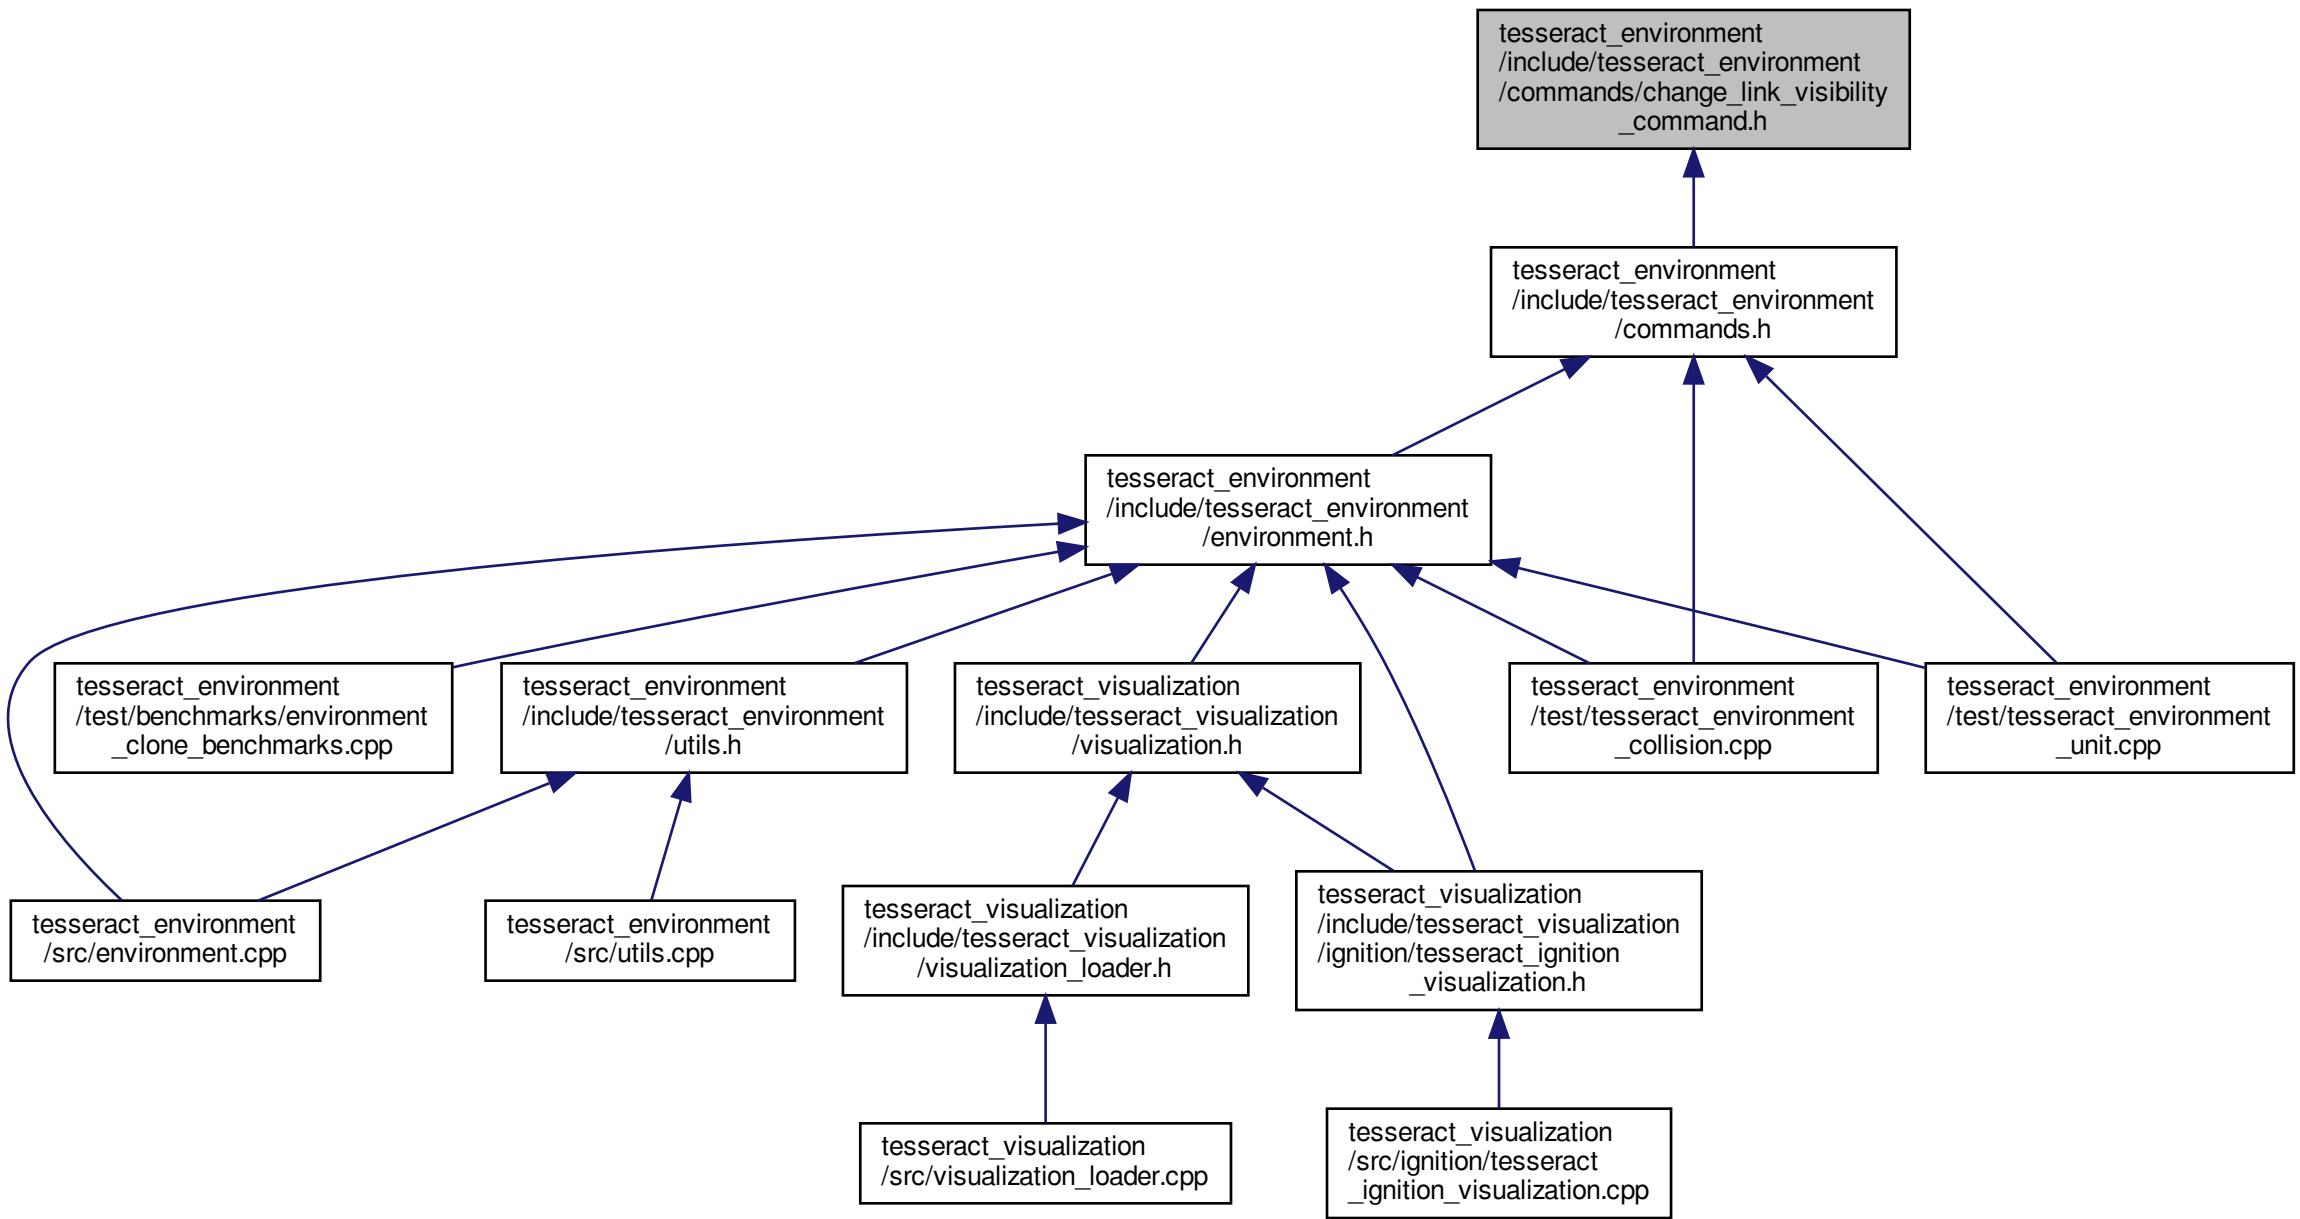 tesseract_environment
/include/tesseract_environment
/commands/change_link_visibility
_command.h
tesseract_environment
/include/tesseract_environment
/commands.h
tesseract_environment
/include/tesseract_environment
/environment.h
tesseract_environment
/test/benchmarks/environment
_clone_benchmarks.cpp
tesseract_environment
/include/tesseract_environment
/utils.h
tesseract_visualization
/include/tesseract_visualization
/visualization.h
tesseract_environment
/test/tesseract_environment
_collision.cpp
tesseract_environment
/test/tesseract_environment
_unit.cpp
tesseract_environment
/src/environment.cpp
tesseract_environment
/src/utils.cpp
tesseract_visualization
/include/tesseract_visualization
/visualization_loader.h
tesseract_visualization
/include/tesseract_visualization
/ignition/tesseract_ignition
_visualization.h
tesseract_visualization
/src/visualization_loader.cpp
tesseract_visualization
/src/ignition/tesseract
_ignition_visualization.cpp